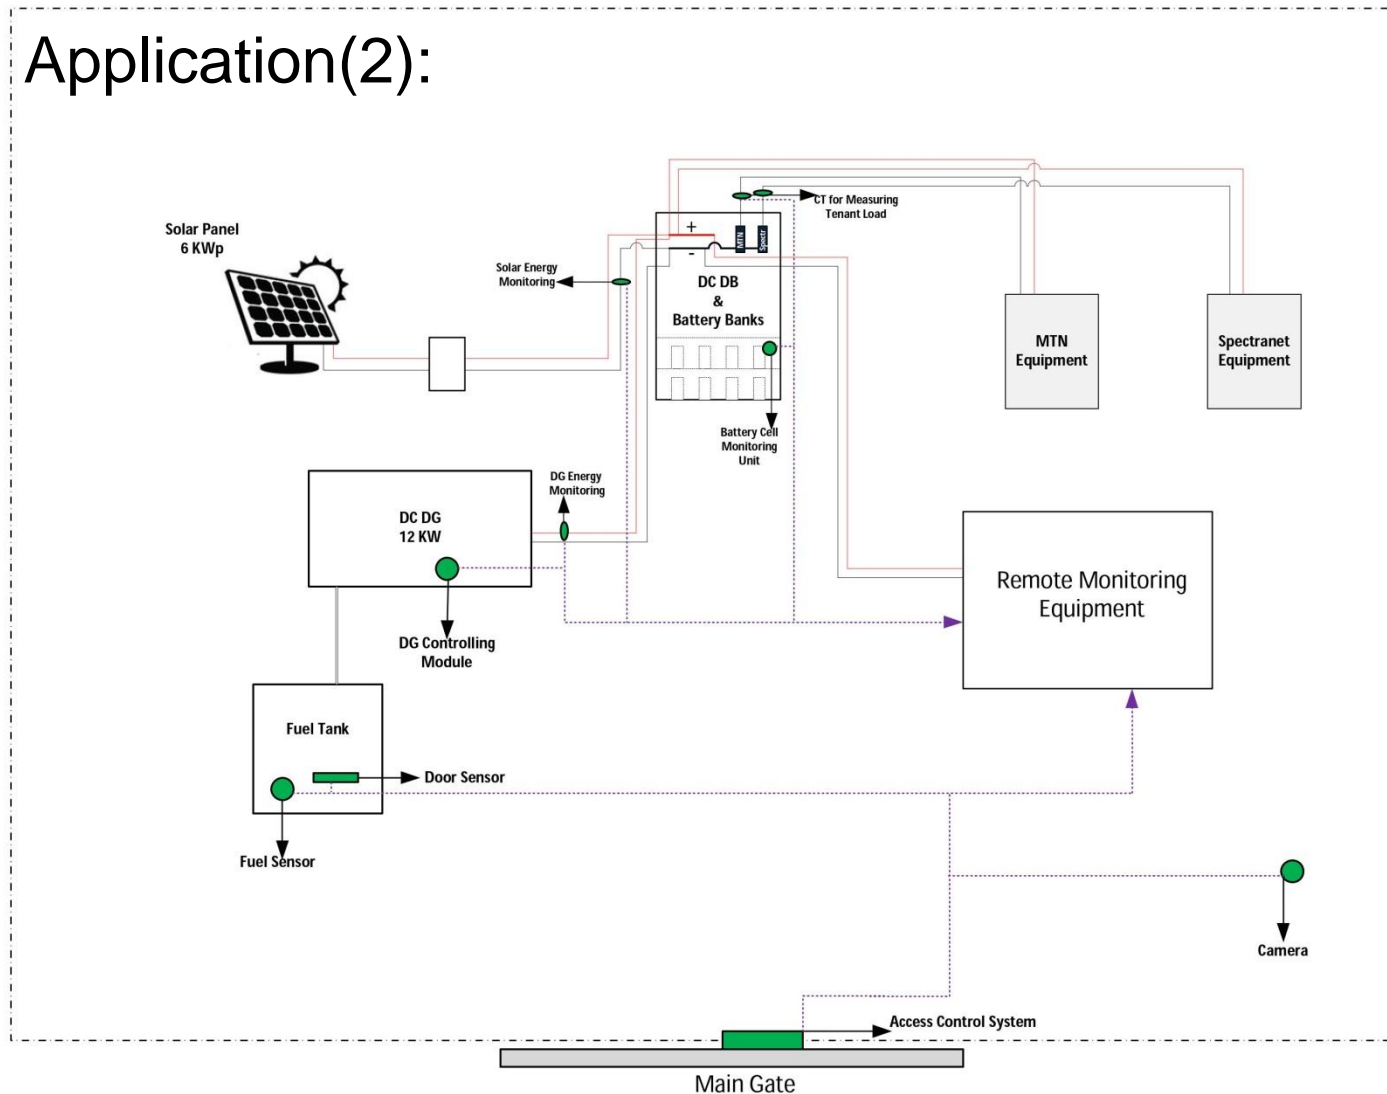 Application(2):
Solar Panel
6 KWp
Solar Energy
Monitoring
+
-
MTN
Spectr
DC DB
&
Battery Banks
CT for Measuring
Tenant Load
MTN
Equipment
Spectranet
Equipment
Battery Cell
Monitoring
Unit
DG Energy
Monitoring
DC DG
12 KW
DG Controlling
Module
Remote Monitoring
Equipment
Fuel Tank
Door Sensor
Fuel Sensor
Camera
Access Control System
Main Gate